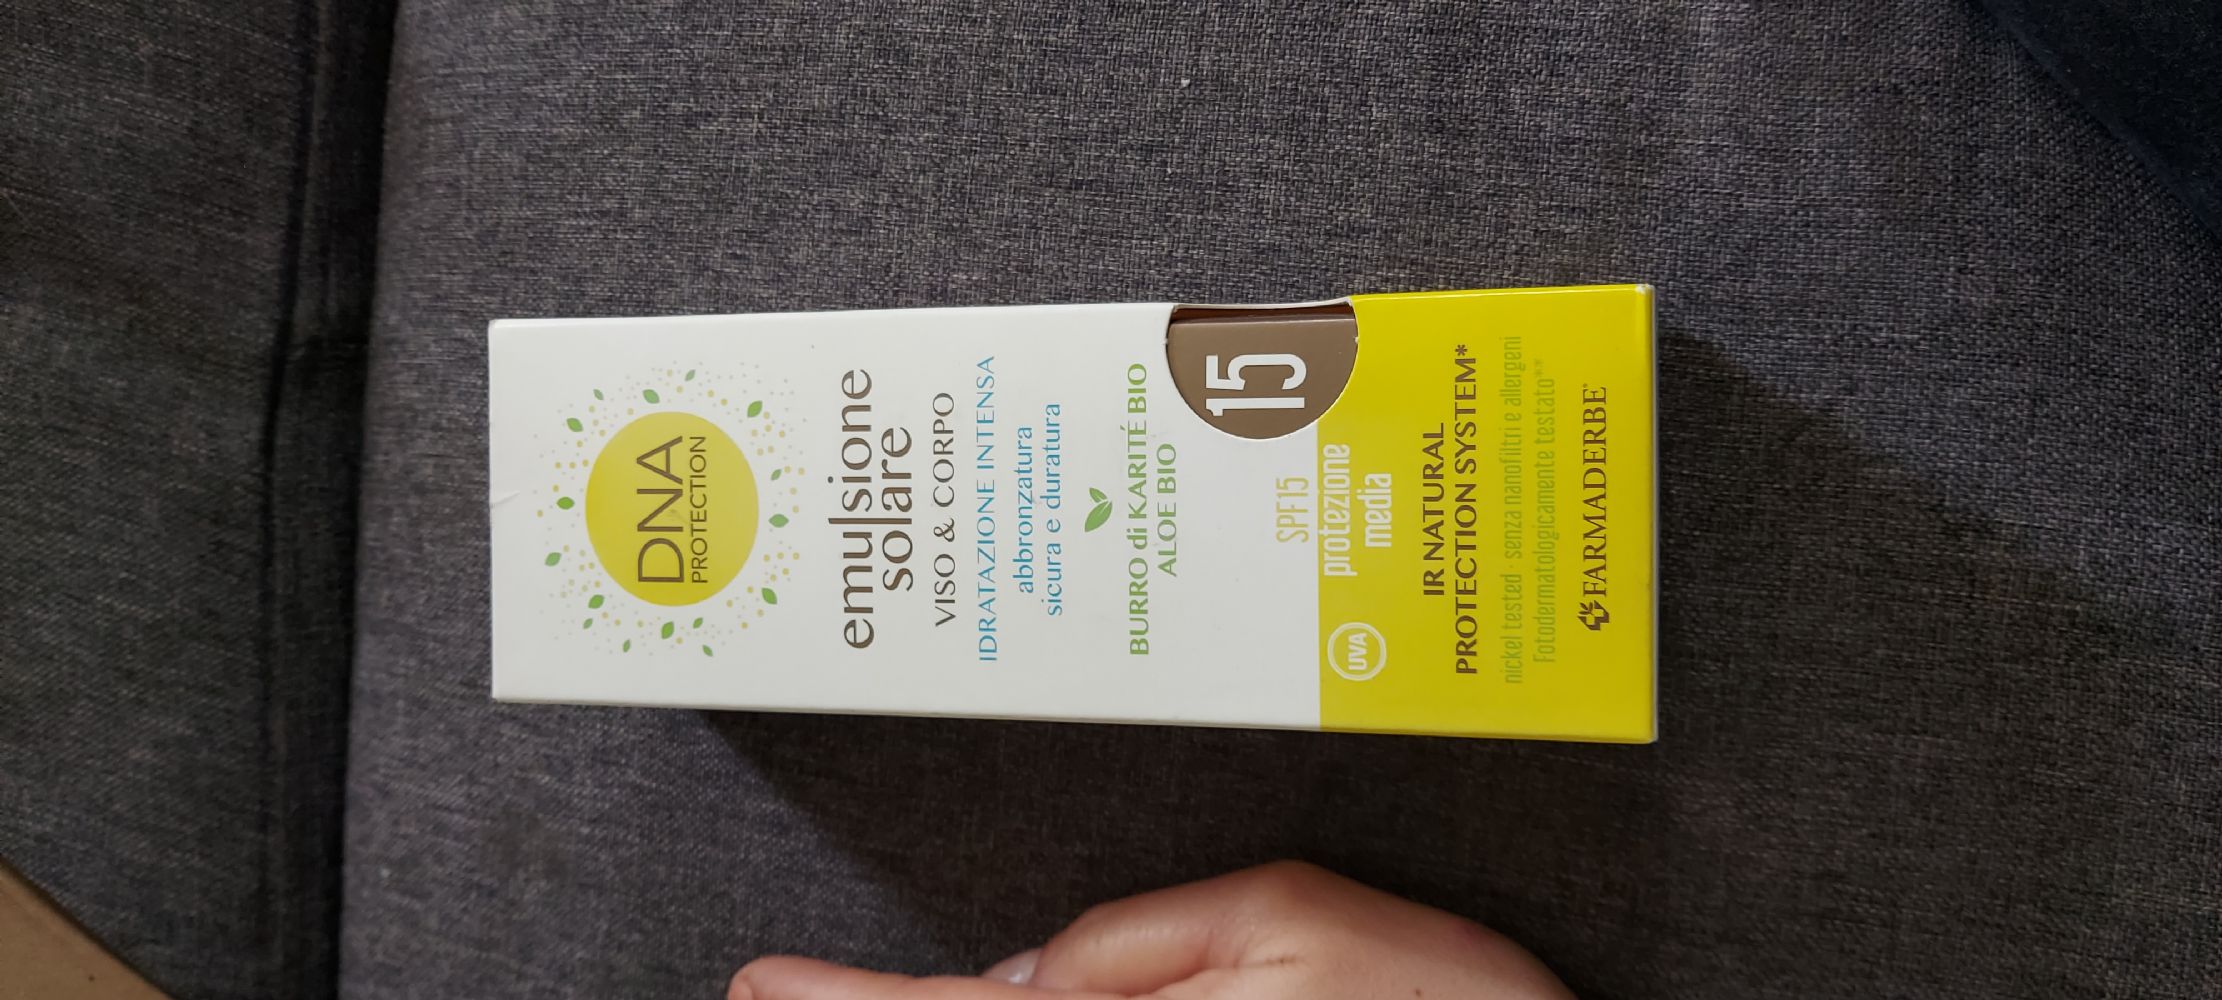 DNA
PROTECTION
emulsione
solare
VISO & CORPO
IDRATAZIONE INTENSA
abbronzatura
sicura e duratura
BURRO di KARITÉ BIO
ALOE BIO
15
SPF15
protezione
media
UVA
IR NATURAL
PROTECTION SYSTEM*
nickel tested · senza nanofiltri e allergeni
Fotodermatologicamente testato**
FARMADERBE®